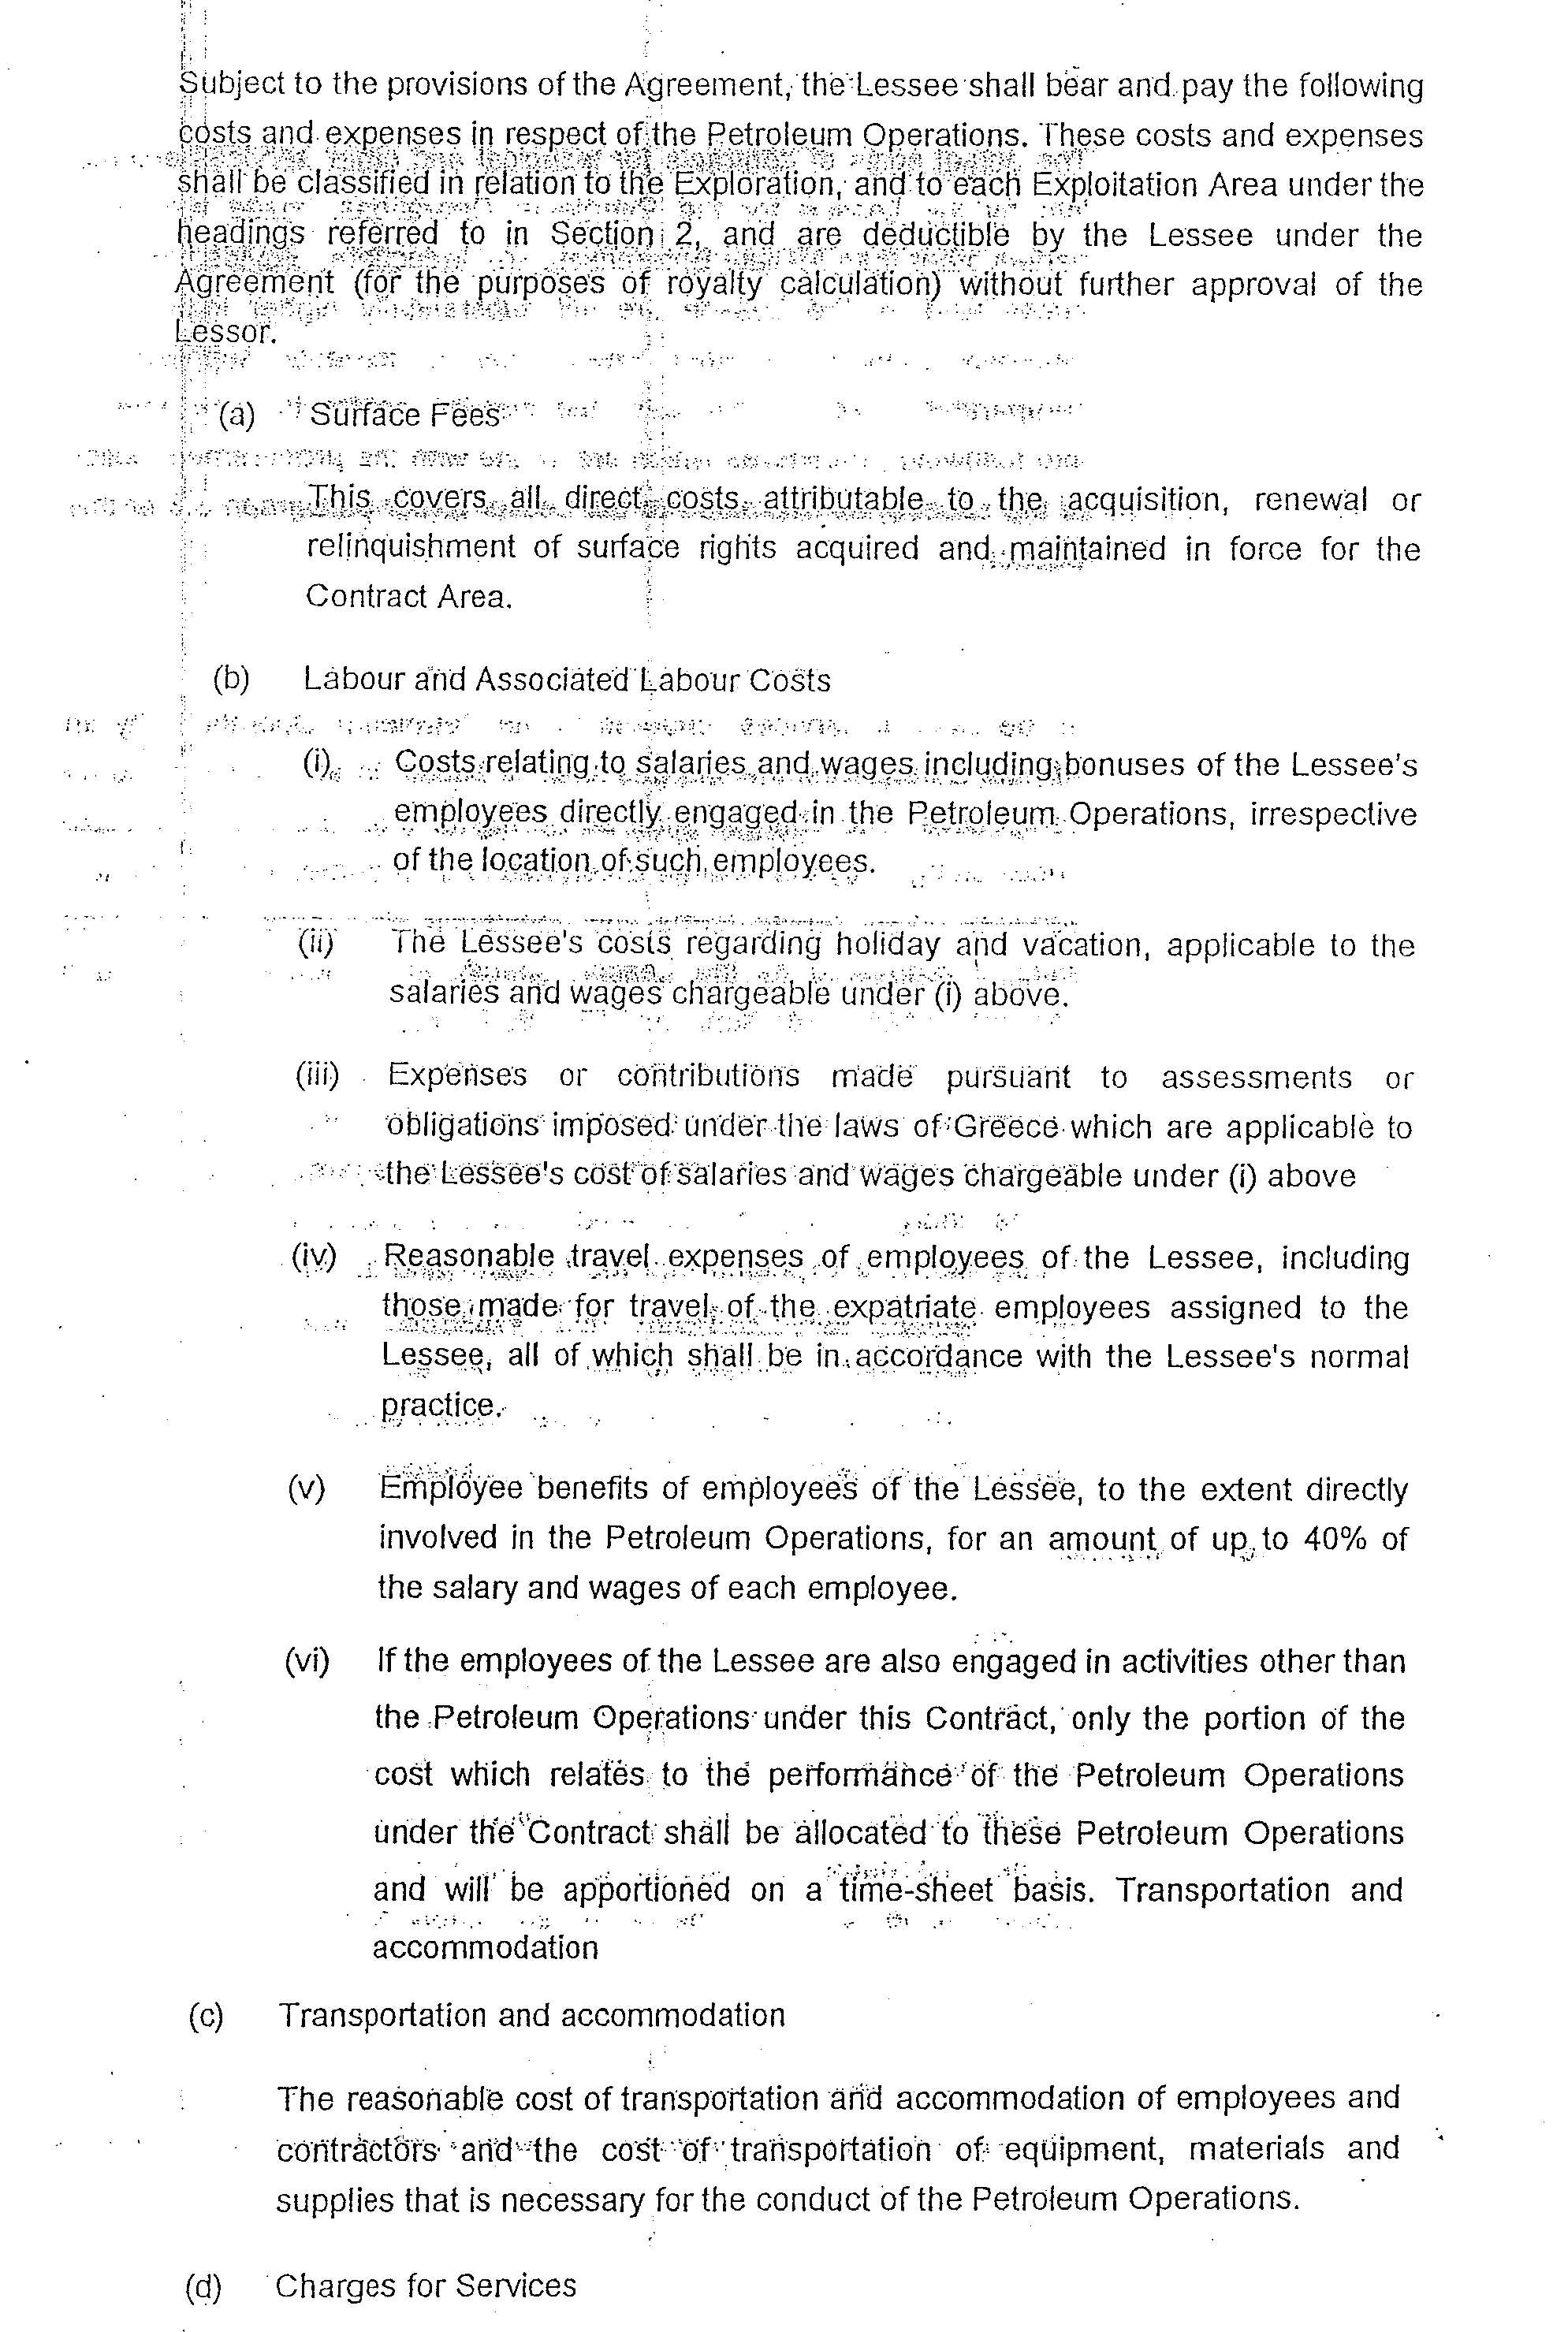 Subject to the provisions of the Agreement, the Lessee shall bear and pay the following
costs and expenses in respect of the Petroleum Operations. These costs and expenses
shall be classified in relation to the Exploration, and to each Exploitation Area under the
headings referred to in Section 2, and are deductible by the Lessee under the
Agreement (for the purposes of royalty calculation) without further approval of the
Lessor.
(a) Surface Fees
This covers all direct costs attributable to the acquisition, renewal or
relinquishment of surface rights acquired and maintained in force for the
Contract Area.
(b) Labour and Associated Labour Costs
(i) Costs relating to salaries and wages including bonuses of the Lessee's
employees directly engaged in the Petroleum Operations, irrespective
of the location of such employees.
(ii) The Lessee's costs regarding holiday and vacation, applicable to the
salaries and wages chargeable under (i) above.
(iii) Expenses or contributions made pursuant to assessments or
obligations imposed under the laws of Greece which are applicable to
the Lessee's cost of salaries and wages chargeable under (i) above
(iv) Reasonable travel expenses of employees of the Lessee, including
those made for travel of the expatriate employees assigned to the
Lessee, all of which shall be in accordance with the Lessee's normal
practice.
(v) Employee benefits of employees of the Lessee, to the extent directly
involved in the Petroleum Operations, for an amount of up to 40% of
the salary and wages of each employee.
(vi) If the employees of the Lessee are also engaged in activities other than
the Petroleum Operations under this Contract, only the portion of the
cost which relates to the performance of the Petroleum Operations
under the Contract shall be allocated to these Petroleum Operations
and will be apportioned on a time-sheet basis. Transportation and
accommodation
(c) Transportation and accommodation
The reasonable cost of transportation and accommodation of employees and
contractors and the cost of transportation of equipment, materials and
supplies that is necessary for the conduct of the Petroleum Operations.
(d) Charges for Services